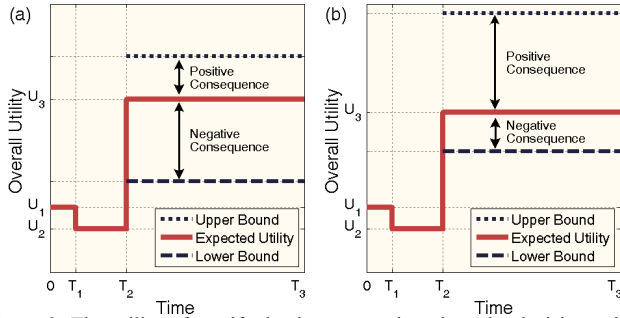 (a)
Overall Utility
U3
U1
U2
Positive
Consequence
Negative
Consequence
Upper Bound
Expected Utility
Lower Bound
0 T1 T2 T3
Time
(b)
Overall Utility
U3
U1
U2
Positive
Consequence
Negative
Consequence
Upper Bound
Expected Utility
Lower Bound
0 T1 T2 T3
Time